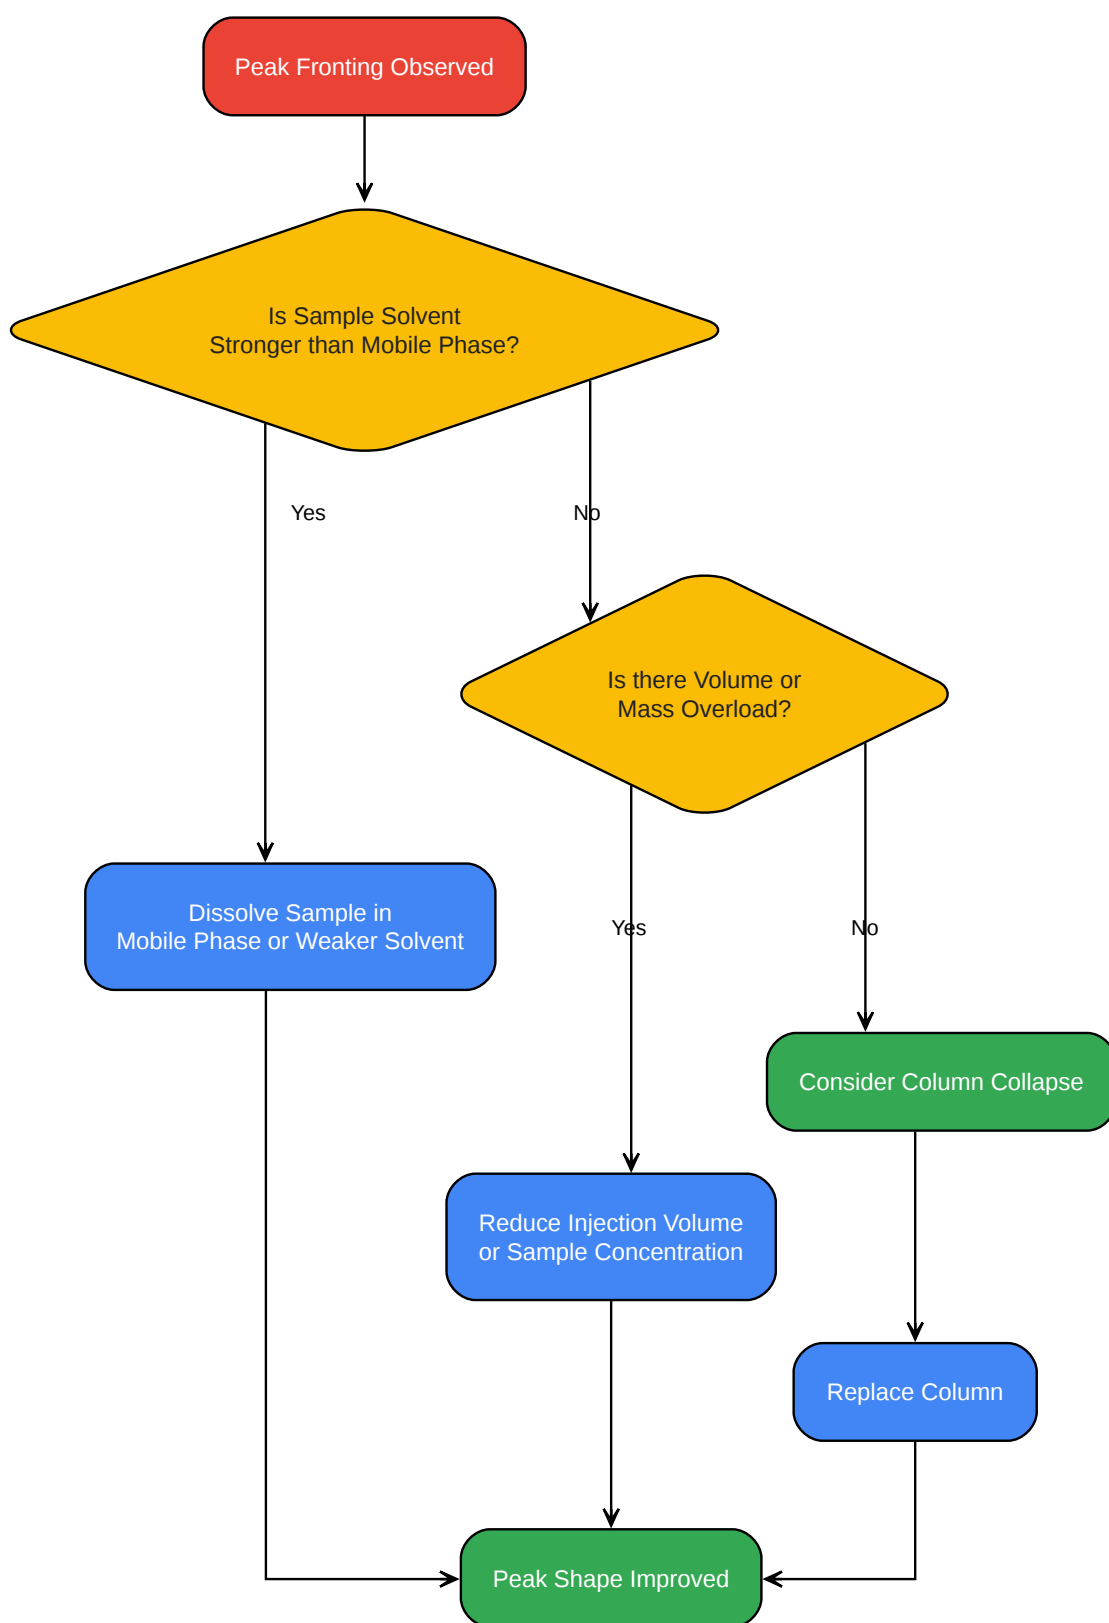 Peak Fronting Observed
Is Sample Solvent
Stronger than Mobile Phase?
Yes
No
Is there Volume or
Mass Overload?
Dissolve Sample in
Mobile Phase or Weaker Solvent
Yes
No
Consider Column Collapse
Reduce Injection Volume
or Sample Concentration
Replace Column
Peak Shape Improved